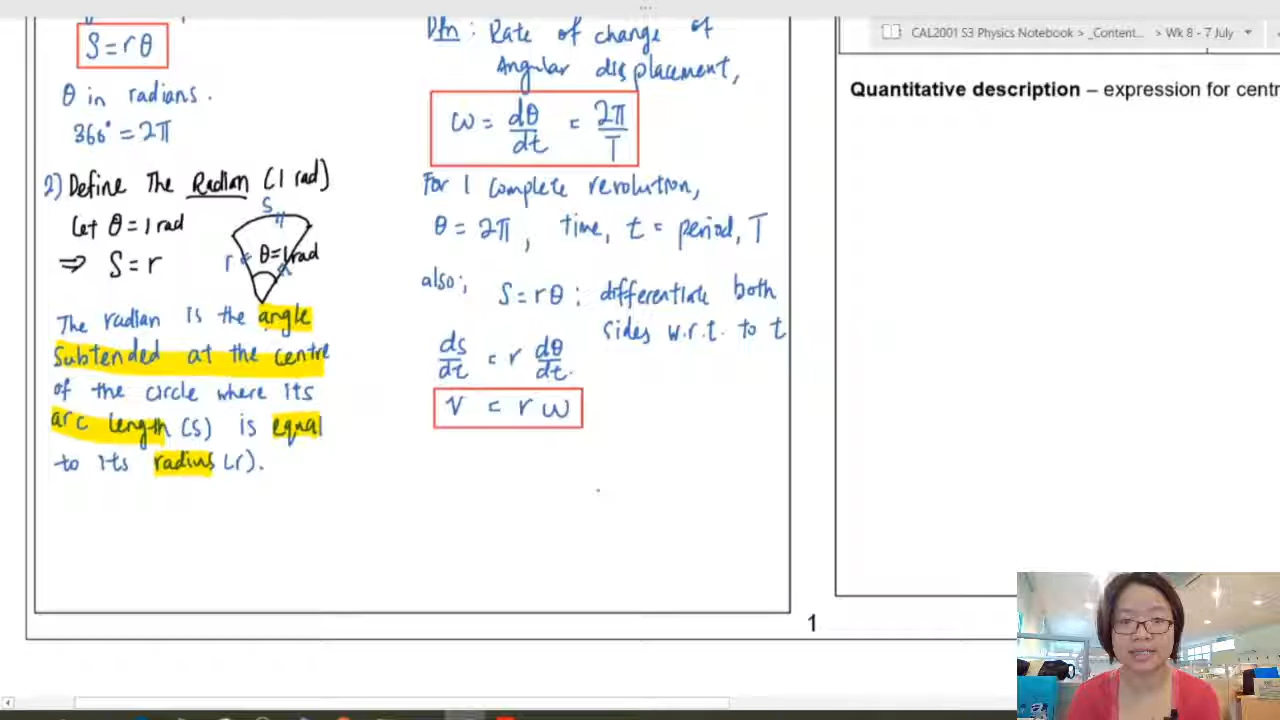 S = rθ
θ in radians.
360° = 2π
2) Define The Radian (1 rad)
Let θ = 1 rad
⇒ S = r
S
r
θ = 1 rad
The radian is the angle
Subtended at the centre
of the circle where its
arc length (s) is equal
to its radius (r).
Dfn : Rate of change of
Angular displacement,
ω = dθ/dt = 2π/T
For 1 complete revolution,
θ = 2π, time, t = period, T
also; S = rθ : differentiate both
sides w.r.t. to t
ds/dt = r dθ/dt.
v = r ω
CAL2001 S3 Physics Notebook > _Content... > Wk 8 - 7 July
Quantitative description – expression for centr
1